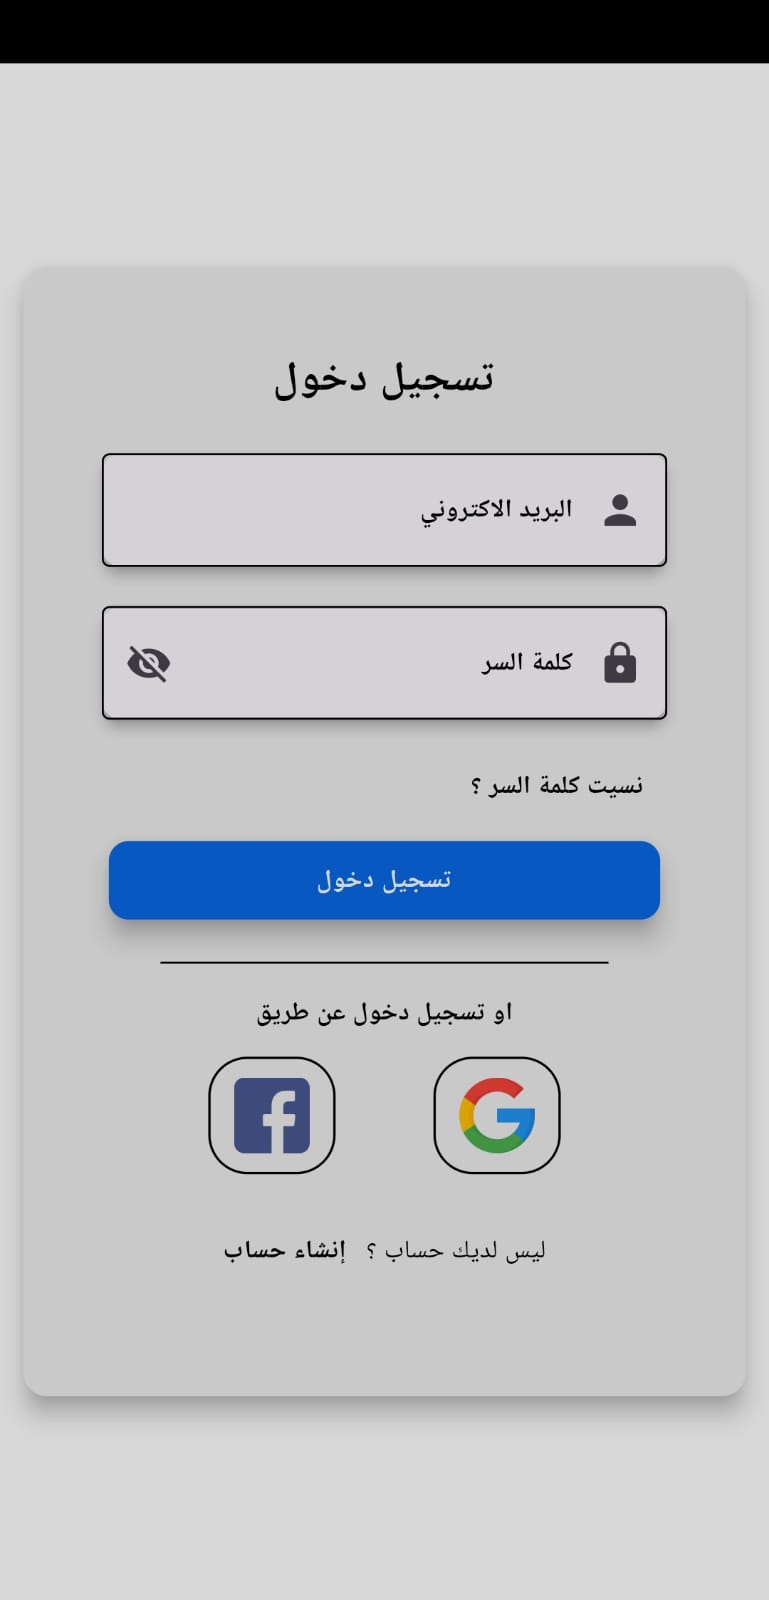 تسجيل دخول
البريد الاكتروني
كلمة السر
نسيت كلمة السر ؟
تسجيل دخول
او تسجيل دخول عن طريق
ليس لديك حساب ؟ إنشاء حساب